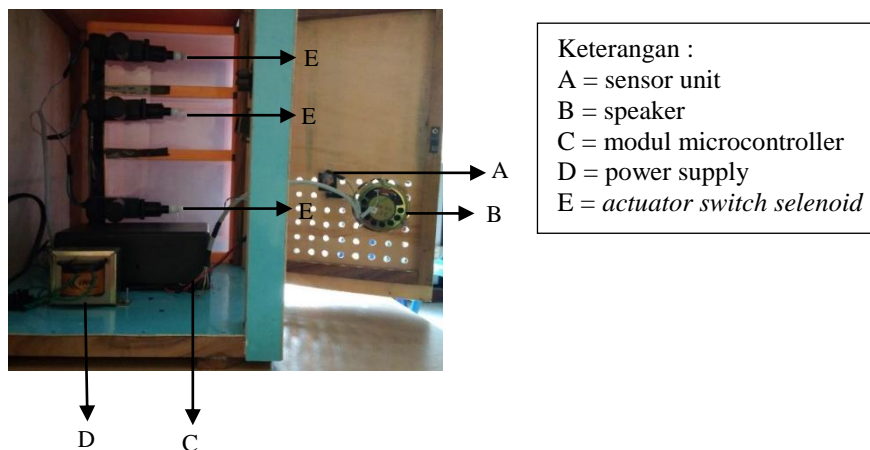 E
E
E
A
B
D
C
Keterangan :
A = sensor unit
B = speaker
C = modul microcontroller
D = power supply
E = actuator switch selenoid